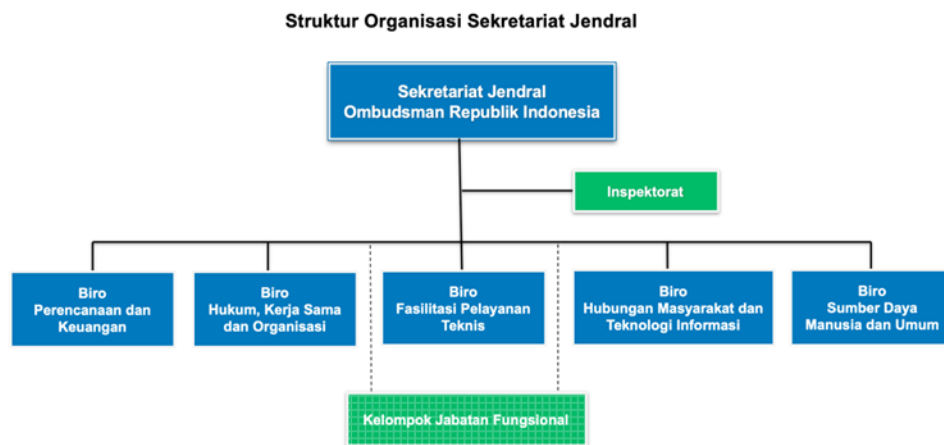 Struktur Organisasi Sekretariat Jendral
Sekretariat Jendral
Ombudsman Republik Indonesia
Inspektorat
Biro
Perencanaan dan
Keuangan
Biro
Hukum, Kerja Sama
dan Organisasi
Biro
Fasilitasi Pelayanan
Teknis
Biro
Hubungan Masyarakat dan
Teknologi Informasi
Biro
Sumber Daya
Manusia dan Umum
Kelompok Jabatan Fungsional